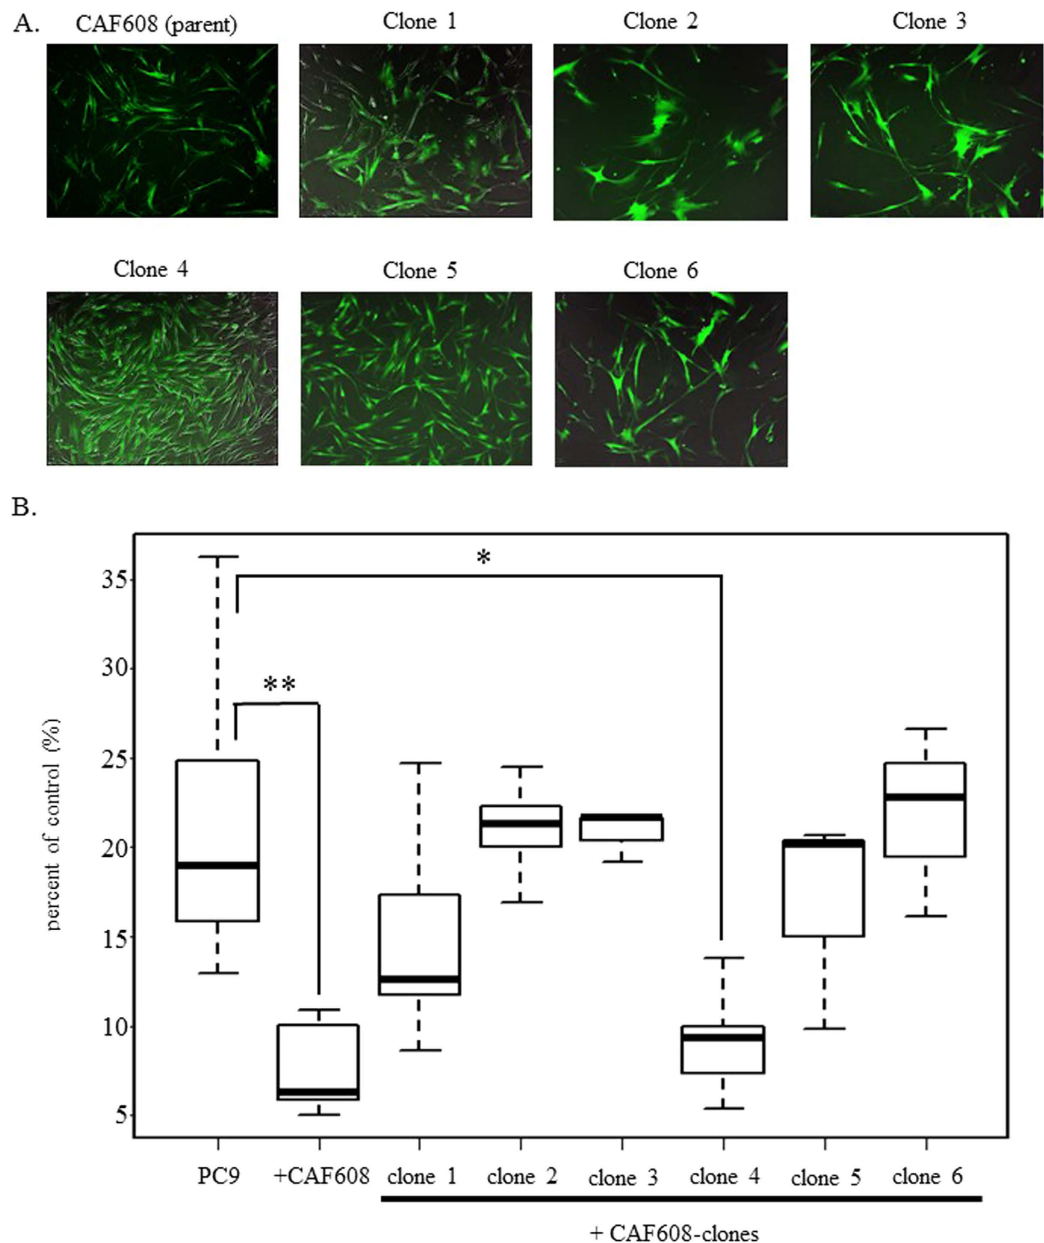 A.
CAF608 (parent)
Clone 1
Clone 2
Clone 3
Clone 4
Clone 5
Clone 6
B.
percent of control (%)
35
30
25
20
15
10
5
*
**
PC9
+CAF608
clone 1
clone 2
clone 3
clone 4
clone 5
clone 6
+ CAF608-clones